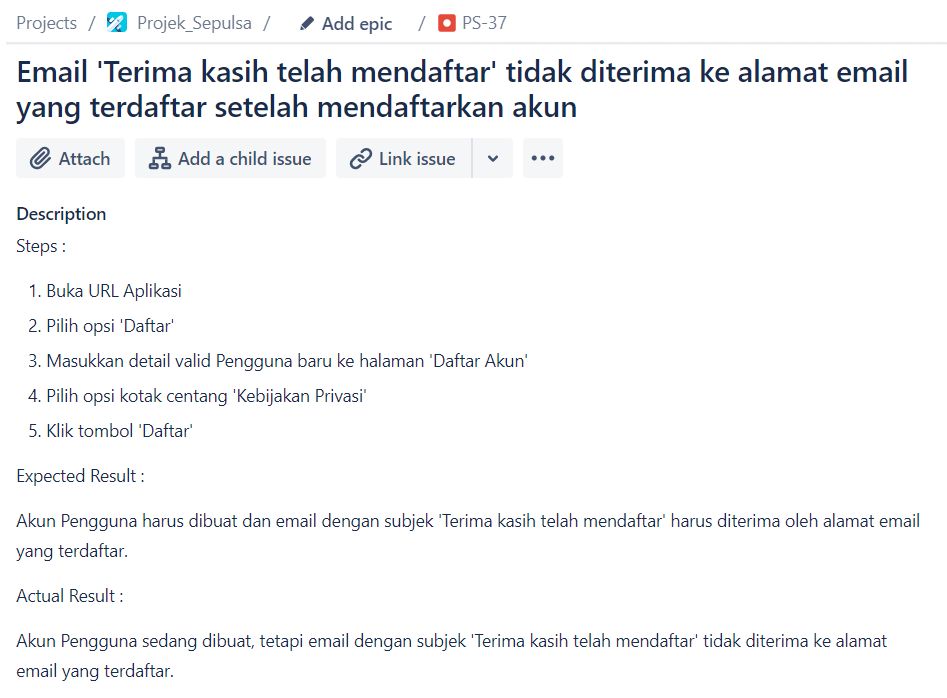 Projects / Projek_Sepulsa / Add epic / PS-37
Email 'Terima kasih telah mendaftar' tidak diterima ke alamat email
yang terdaftar setelah mendaftarkan akun
Attach Add a child issue Link issue
Description
Steps :
1. Buka URL Aplikasi
2. Pilih opsi 'Daftar'
3. Masukkan detail valid Pengguna baru ke halaman 'Daftar Akun'
4. Pilih opsi kotak centang 'Kebijakan Privasi'
5. Klik tombol 'Daftar'
Expected Result :
Akun Pengguna harus dibuat dan email dengan subjek 'Terima kasih telah mendaftar' harus diterima oleh alamat email
yang terdaftar.
Actual Result :
Akun Pengguna sedang dibuat, tetapi email dengan subjek 'Terima kasih telah mendaftar' tidak diterima ke alamat
email yang terdaftar.